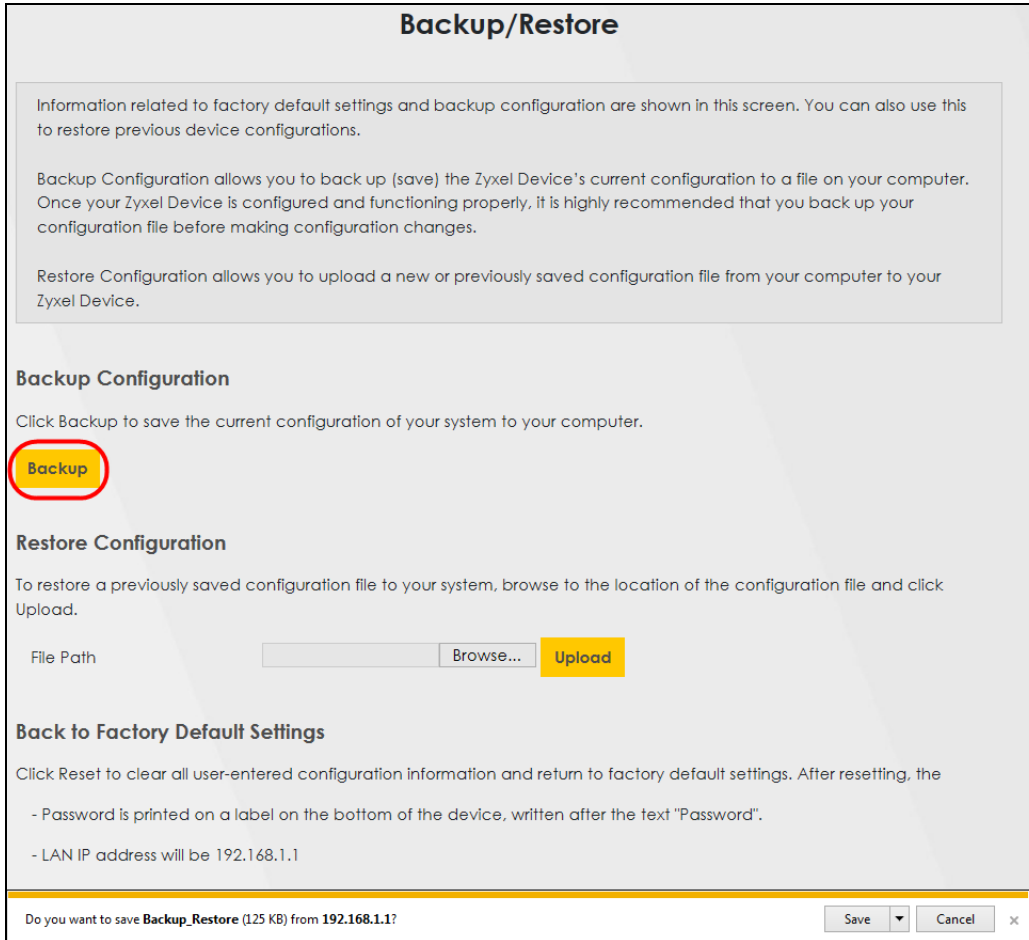 Backup/Restore
Information related to factory default settings and backup configuration are shown in this screen. You can also use this
to restore previous device configurations.
Backup Configuration allows you to back up (save) the Zyxel Device's current configuration to a file on your computer.
Once your Zyxel Device is configured and functioning properly, it is highly recommended that you back up your
configuration file before making configuration changes.
Restore Configuration allows you to upload a new or previously saved configuration file from your computer to your
Zyxel Device.
Backup Configuration
Click Backup to save the current configuration of your system to your computer.
Backup
Restore Configuration
To restore a previously saved configuration file to your system, browse to the location of the configuration file and click
Upload.
File Path Browse... Upload
Back to Factory Default Settings
Click Reset to clear all user-entered configuration information and return to factory default settings. After resetting, the
- Password is printed on a label on the bottom of the device, written after the text "Password".
- LAN IP address will be 192.168.1.1
Do you want to save Backup_Restore (125 KB) from 192.168.1.1? Save Cancel